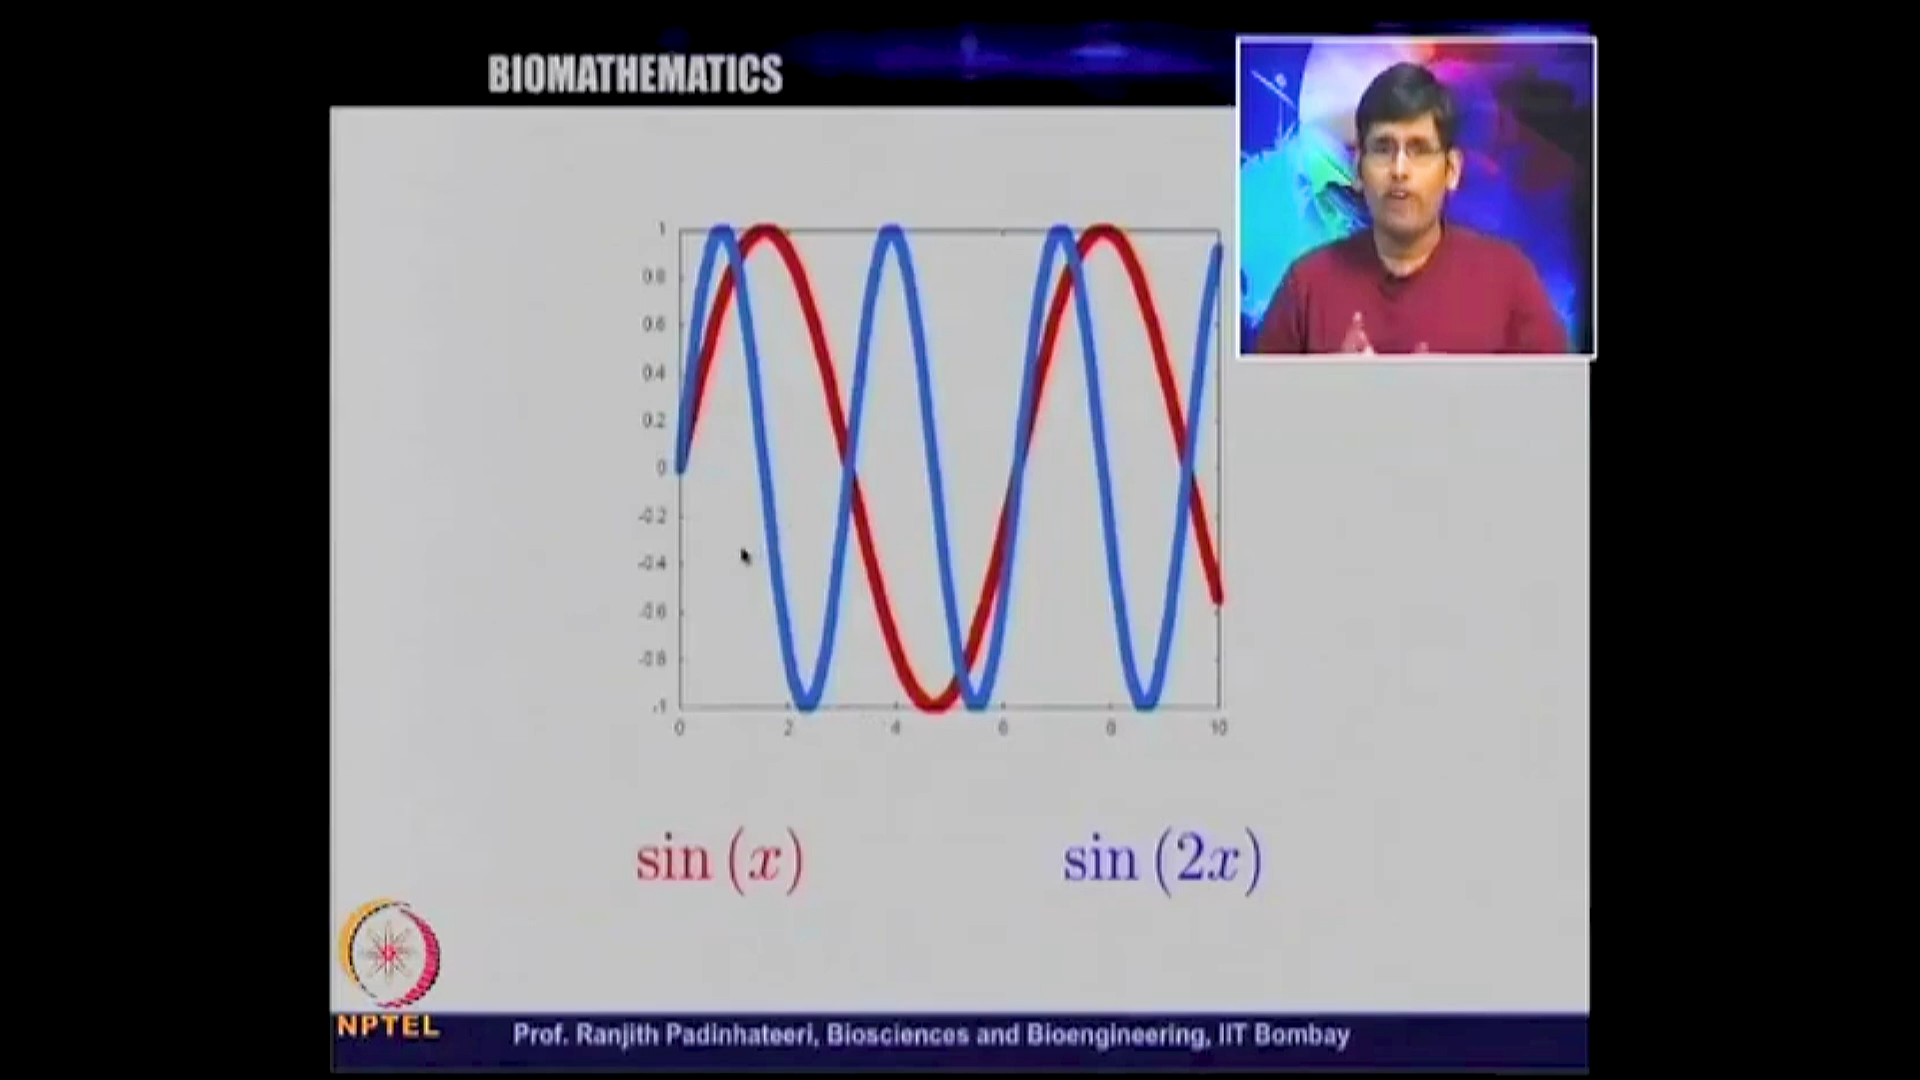 BIOMATHEMATICS
1
0.8
0.6
0.4
0.2
0
-0.2
-0.4
-0.6
-0.8
-1
0 2 4 6 8 10
sin (x) sin (2x)
NPTEL
Prof. Ranjith Padinhateeri, Biosciences and Bioengineering, IIT Bombay